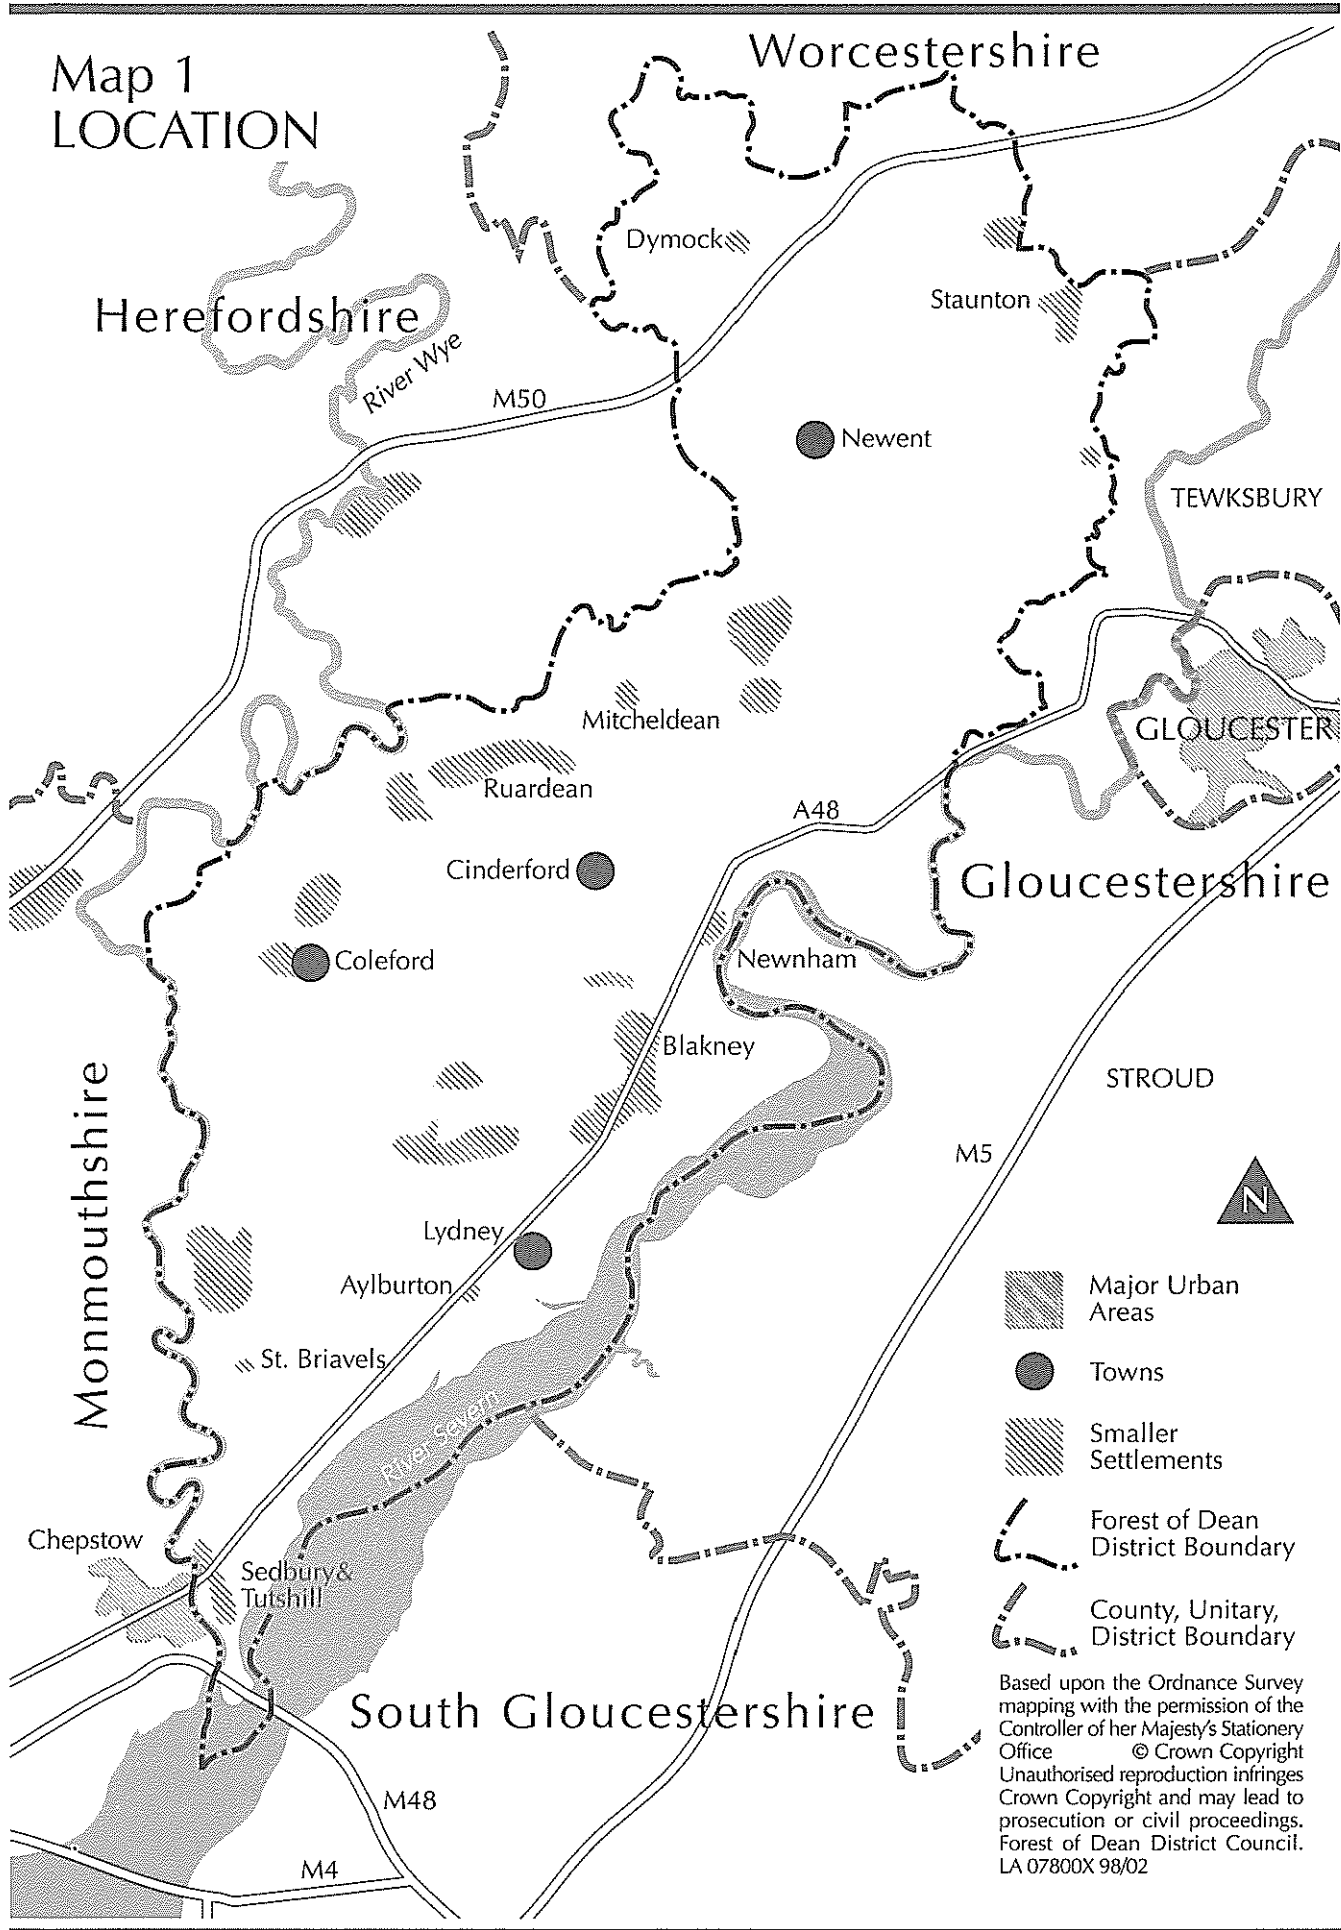 Map 1
LOCATION
Worcestershire
Dymock
Staunton
Herefordshire
River Wye
M50
Newent
TEWKSBURY
Mitcheldean
GLOUCESTER
Ruardean
A48
Cinderford
Gloucestershire
Coleford
Newnham
Blakney
Monmouthshire
STROUD
M5
N
Lydney
Aylburton
St. Briavels
River Severn
Chepstow
Sedbury&
Tutshill
South Gloucestershire
M48
M4
Major Urban
Areas
Towns
Smaller
Settlements
Forest of Dean
District Boundary
County, Unitary,
District Boundary
Based upon the Ordnance Survey
mapping with the permission of the
Controller of her Majesty's Stationery
Office © Crown Copyright
Unauthorised reproduction infringes
Crown Copyright and may lead to
prosecution or civil proceedings.
Forest of Dean District Council.
LA 07800X 98/02